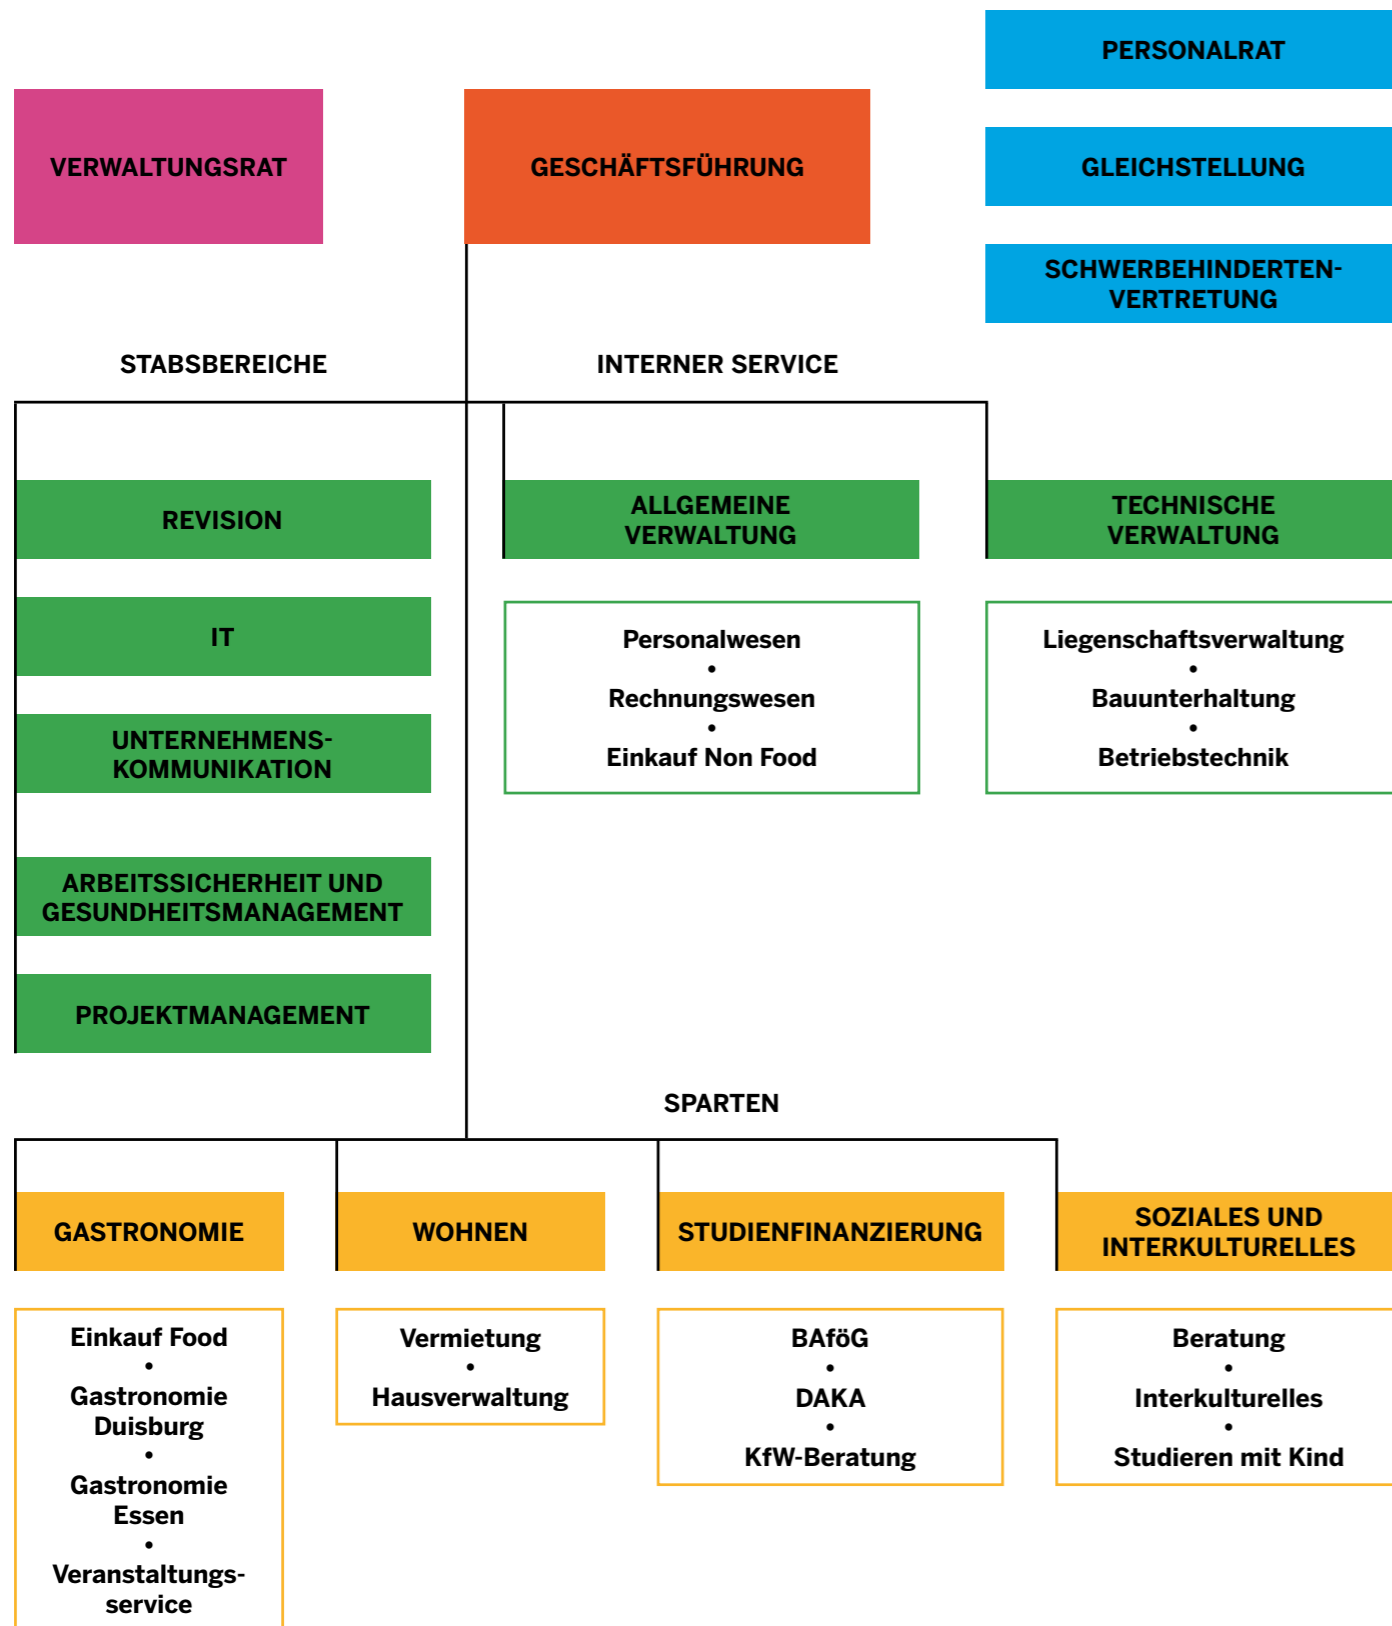 PERSONALRAT
VERWALTUNGSRAT
GESCHÄFTSFÜHRUNG
GLEICHSTELLUNG
SCHWERBEHINDERTEN-
VERTRETUNG
STABSBEREICHE
INTERNER SERVICE
REVISION
IT
UNTERNEHMENS-
KOMMUNIKATION
ARBEITSSICHERHEIT UND
GESUNDHEITSMANAGEMENT
PROJEKTMANAGEMENT
ALLGEMEINE
VERWALTUNG
Personalwesen
•
Rechnungswesen
•
Einkauf Non Food
TECHNISCHE
VERWALTUNG
Liegenschaftsverwaltung
•
Bauunterhaltung
•
Betriebstechnik
SPARTEN
GASTRONOMIE
Einkauf Food
•
Gastronomie
Duisburg
•
Gastronomie
Essen
•
Veranstaltungs-
service
WOHNEN
Vermietung
•
Hausverwaltung
STUDIENFINANZIERUNG
BAföG
•
DAKA
•
KfW-Beratung
SOZIALES UND
INTERKULTURELLES
Beratung
•
Interkulturelles
•
Studieren mit Kind